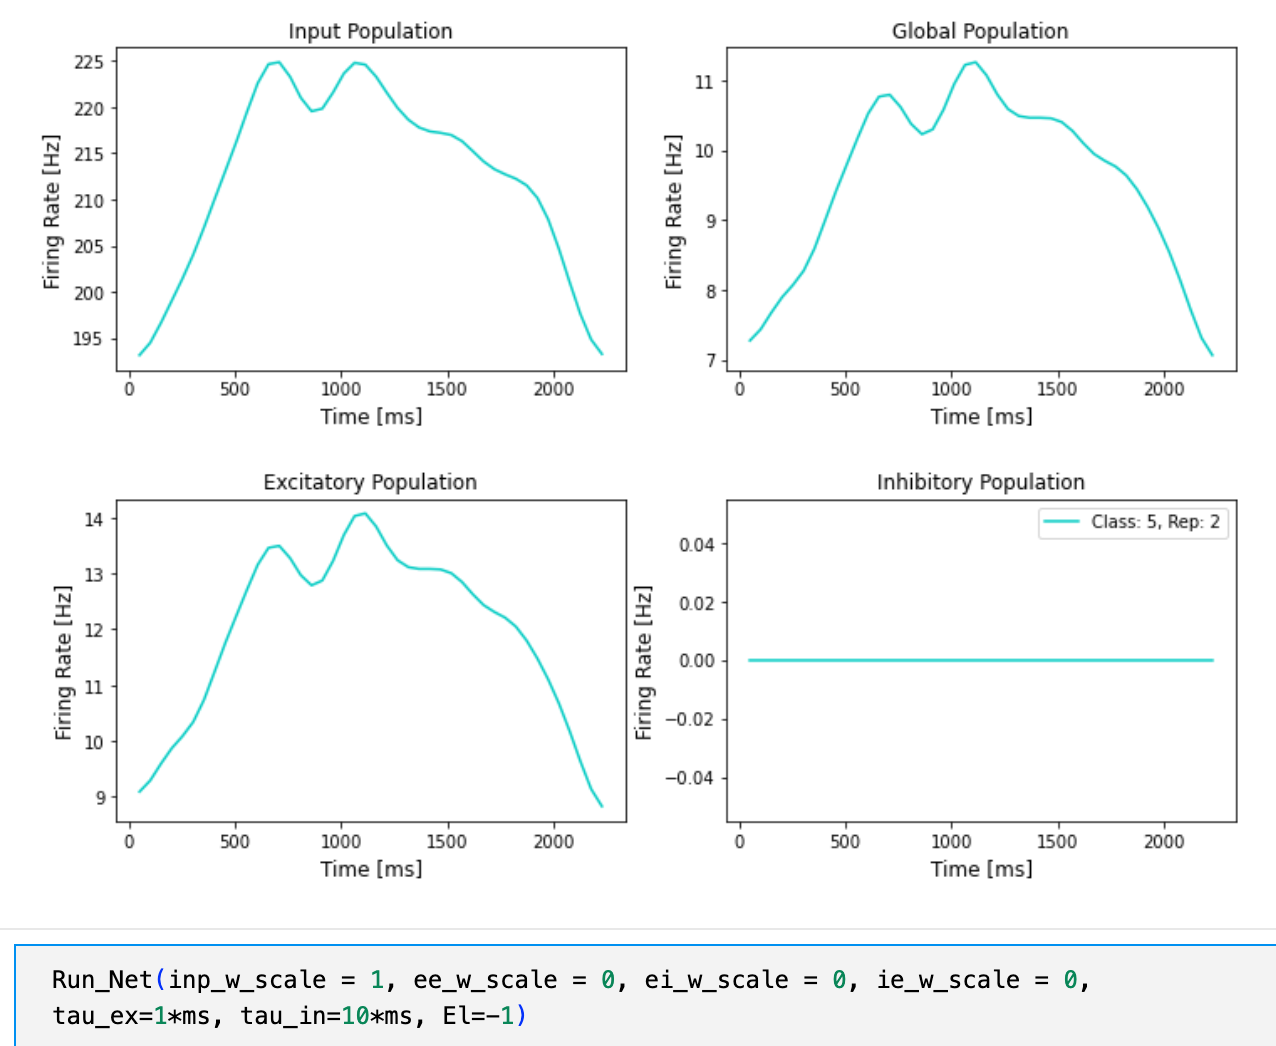 Input Population
Firing Rate [Hz]
225
220
215
210
205
200
195
0 500 1000 1500 2000
Time [ms]
Global Population
Firing Rate [Hz]
11
10
9
8
7
0 500 1000 1500 2000
Time [ms]
Excitatory Population
Firing Rate [Hz]
14
13
12
11
10
9
0 500 1000 1500 2000
Time [ms]
Inhibitory Population
Class: 5, Rep: 2
Firing Rate [Hz]
0.04
0.02
0.00
−0.02
−0.04
0 500 1000 1500 2000
Time [ms]
Run_Net(inp_w_scale = 1, ee_w_scale = 0, ei_w_scale = 0, ie_w_scale = 0,
tau_ex=1*ms, tau_in=10*ms, El=-1)